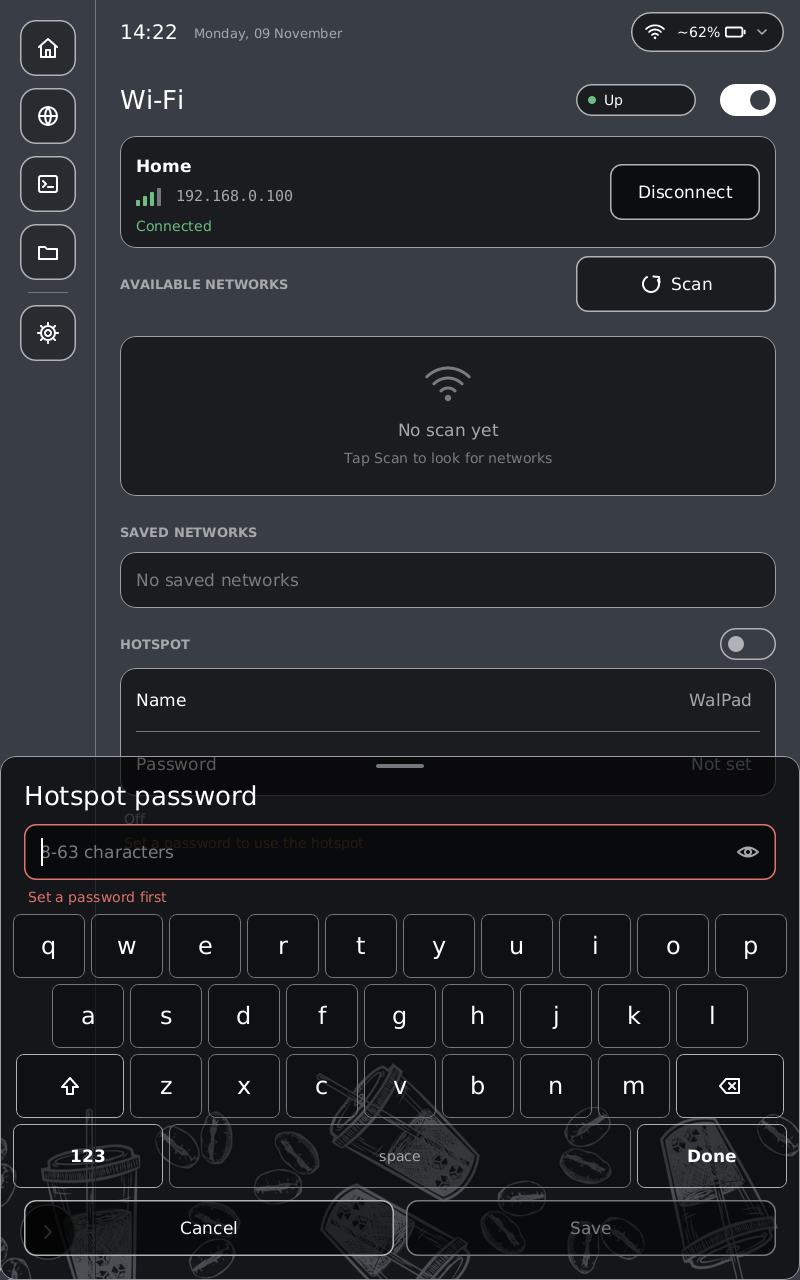 14:22 Monday, 09 November ~62%
Wi-Fi Up
Home
192.168.0.100
Connected
Disconnect
AVAILABLE NETWORKS Scan
No scan yet
Tap Scan to look for networks
SAVED NETWORKS
No saved networks
HOTSPOT
Name WalPad
Password Not set
Hotspot password
Off
Set a password to use the hotspot
8-63 characters
Set a password first
q w e r t y u i o p
a s d f g h j k l
z x c v b n m
123 space Done
Cancel Save